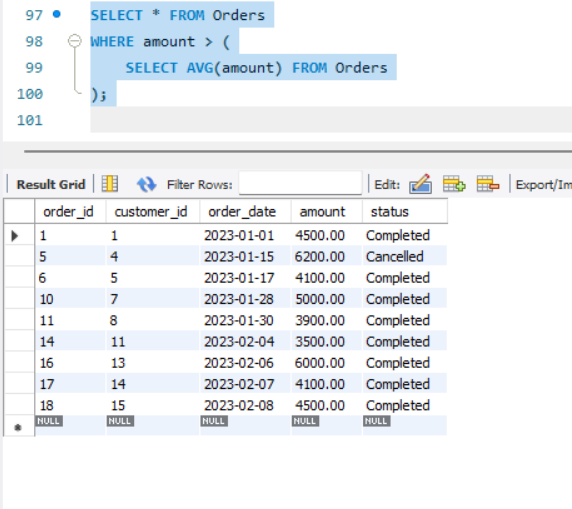 97 SELECT * FROM Orders
98 WHERE amount > (
99 SELECT AVG(amount) FROM Orders
100 );
101
Result Grid Filter Rows: Edit: Export/Im
order_id customer_id order_date amount status
1 1 2023-01-01 4500.00 Completed
5 4 2023-01-15 6200.00 Cancelled
6 5 2023-01-17 4100.00 Completed
10 7 2023-01-28 5000.00 Completed
11 8 2023-01-30 3900.00 Completed
14 11 2023-02-04 3500.00 Completed
16 13 2023-02-06 6000.00 Completed
17 14 2023-02-07 4100.00 Completed
18 15 2023-02-08 4500.00 Completed
NULL NULL NULL NULL NULL